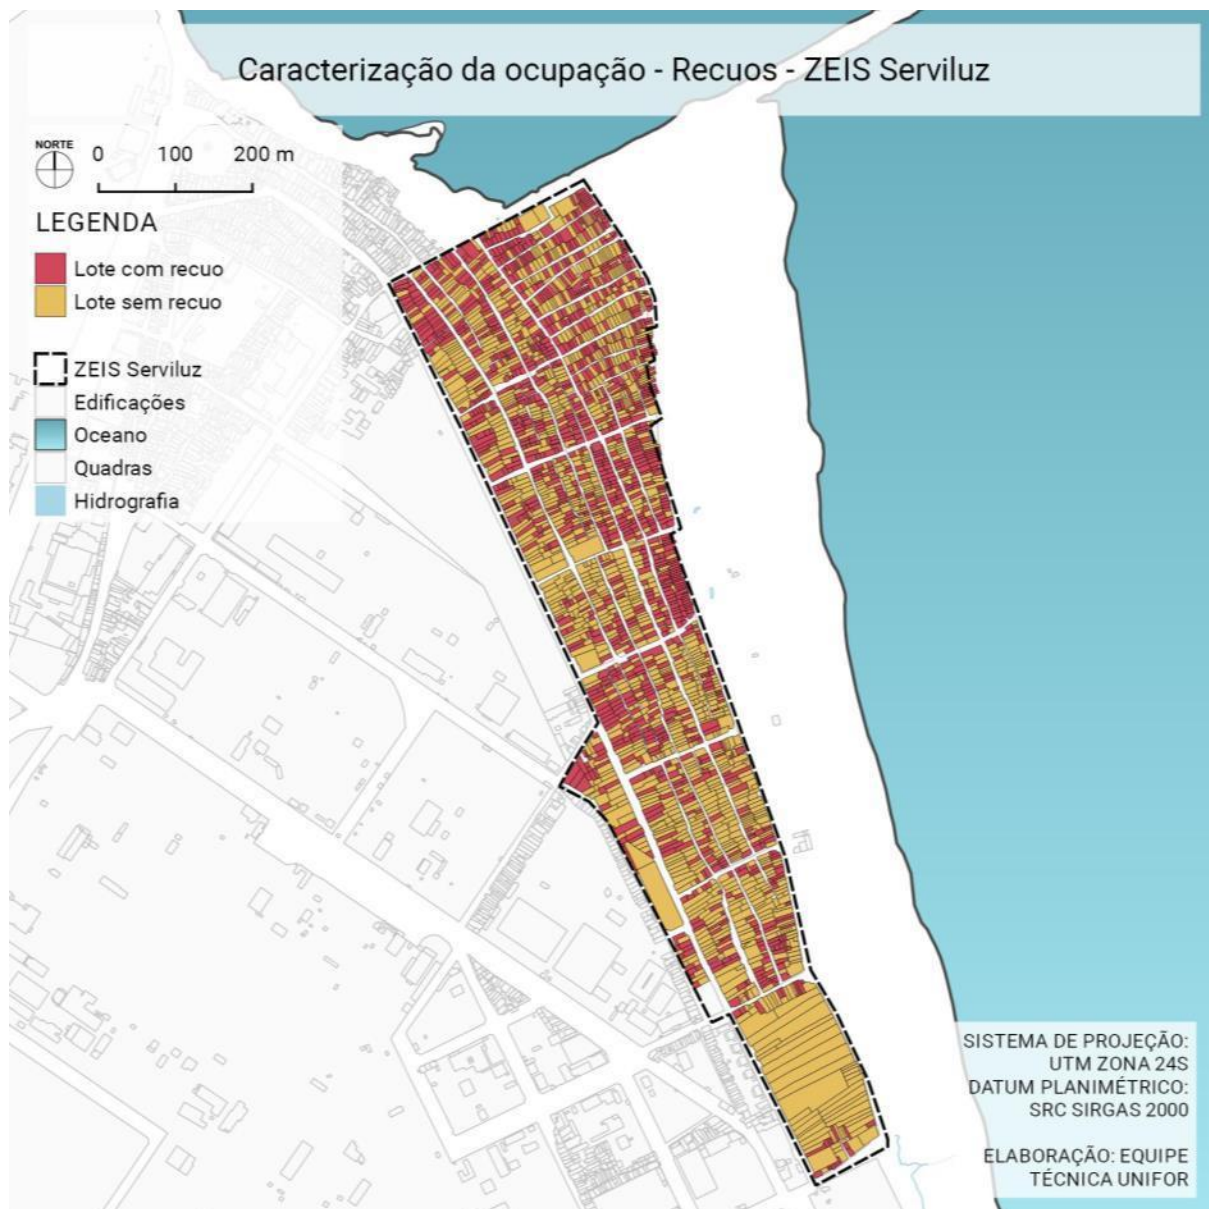 Caracterização da ocupação - Recuos - ZEIS Serviluz
NORTE
0 100 200 m
LEGENDA
Lote com recuo
Lote sem recuo
ZEIS Serviluz
Edificações
Oceano
Quadras
Hidrografia
SISTEMA DE PROJEÇÃO:
UTM ZONA 24S
DATUM PLANIMÉTRICO:
SRC SIRGAS 2000
ELABORAÇÃO: EQUIPE
TÉCNICA UNIFOR